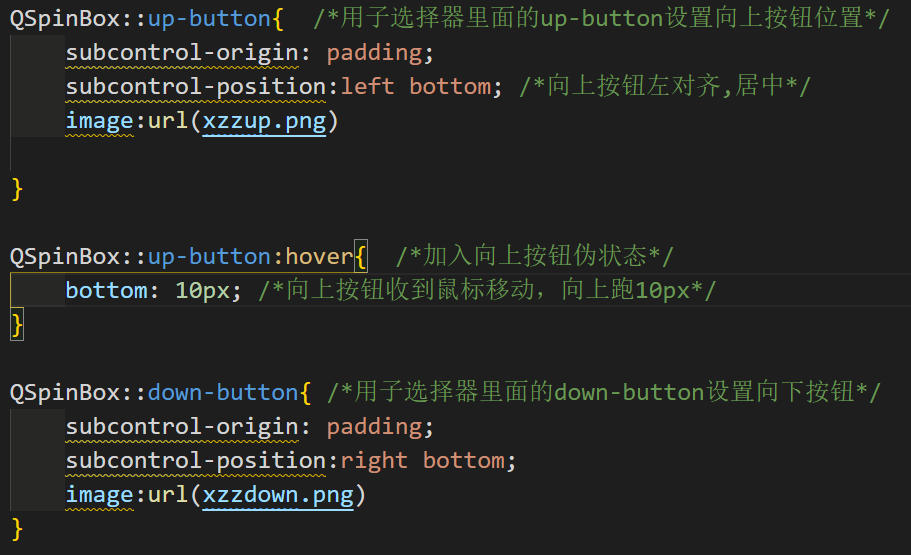 QSpinBox::up-button{  /*用子选择器里面的up-button设置向上按钮位置*/
    subcontrol-origin: padding;
    subcontrol-position:left bottom; /*向上按钮左对齐,居中*/
    image:url(xzzup.png)
}
QSpinBox::up-button:hover{  /*加入向上按钮伪状态*/
    bottom: 10px; /*向上按钮收到鼠标移动，向上跑10px*/
}
QSpinBox::down-button{ /*用子选择器里面的down-button设置向下按钮*/
    subcontrol-origin: padding;
    subcontrol-position:right bottom;
    image:url(xzzdown.png)
}